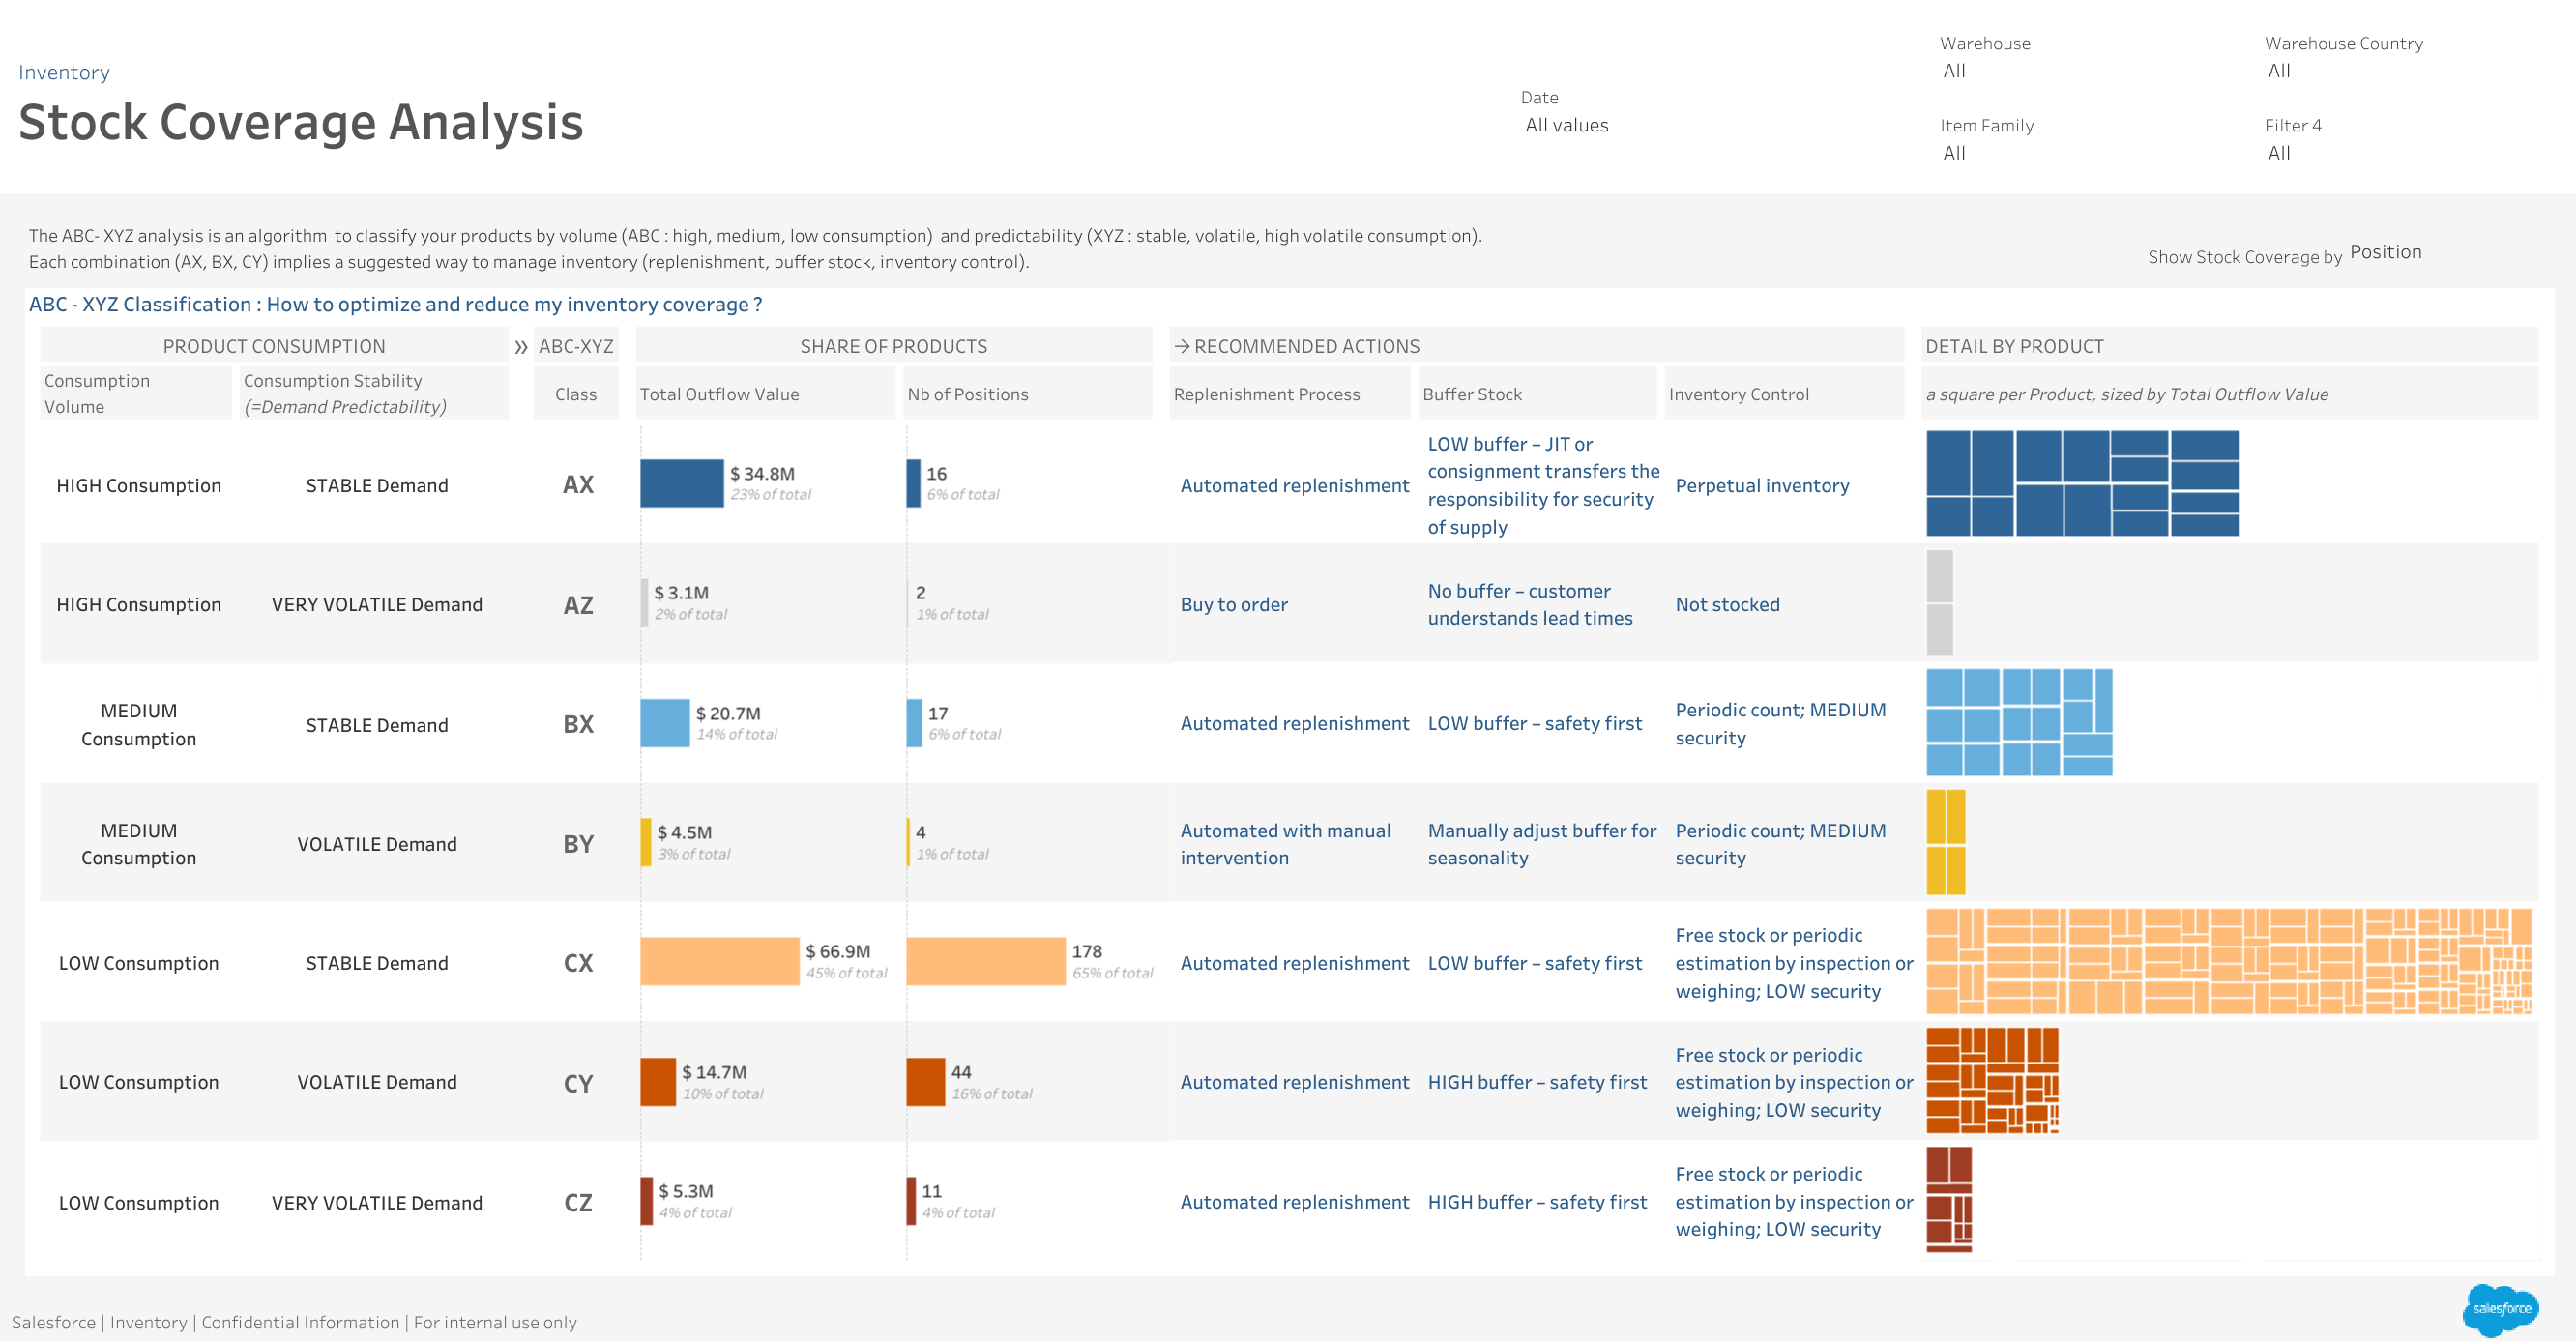 Inventory
Stock Coverage Analysis
Date
All values
Warehouse
All
Warehouse Country
All
Item Family
All
Filter 4
All
The ABC- XYZ analysis is an algorithm  to classify your products by volume (ABC : high, medium, low consumption)  and predictability (XYZ : stable, volatile, high volatile consumption).
Each combination (AX, BX, CY) implies a suggested way to manage inventory (replenishment, buffer stock, inventory control).
Show Stock Coverage by Position
ABC - XYZ Classification : How to optimize and reduce my inventory coverage ?
PRODUCT CONSUMPTION
»
ABC-XYZ
SHARE OF PRODUCTS
→ RECOMMENDED ACTIONS
DETAIL BY PRODUCT
Consumption
Volume
Consumption Stability
(=Demand Predictability)
Class
Total Outflow Value
Nb of Positions
Replenishment Process
Buffer Stock
Inventory Control
a square per Product, sized by Total Outflow Value
HIGH Consumption
STABLE Demand
AX
$ 34.8M
23% of total
16
6% of total
Automated replenishment
LOW buffer – JIT or
consignment transfers the
responsibility for security
of supply
Perpetual inventory
HIGH Consumption
VERY VOLATILE Demand
AZ
$ 3.1M
2% of total
2
1% of total
Buy to order
No buffer – customer
understands lead times
Not stocked
MEDIUM
Consumption
STABLE Demand
BX
$ 20.7M
14% of total
17
6% of total
Automated replenishment
LOW buffer – safety first
Periodic count; MEDIUM
security
MEDIUM
Consumption
VOLATILE Demand
BY
$ 4.5M
3% of total
4
1% of total
Automated with manual
intervention
Manually adjust buffer for
seasonality
Periodic count; MEDIUM
security
LOW Consumption
STABLE Demand
CX
$ 66.9M
45% of total
178
65% of total
Automated replenishment
LOW buffer – safety first
Free stock or periodic
estimation by inspection or
weighing; LOW security
LOW Consumption
VOLATILE Demand
CY
$ 14.7M
10% of total
44
16% of total
Automated replenishment
HIGH buffer – safety first
Free stock or periodic
estimation by inspection or
weighing; LOW security
LOW Consumption
VERY VOLATILE Demand
CZ
$ 5.3M
4% of total
11
4% of total
Automated replenishment
HIGH buffer – safety first
Free stock or periodic
estimation by inspection or
weighing; LOW security
Salesforce | Inventory | Confidential Information | For internal use only
salesforce